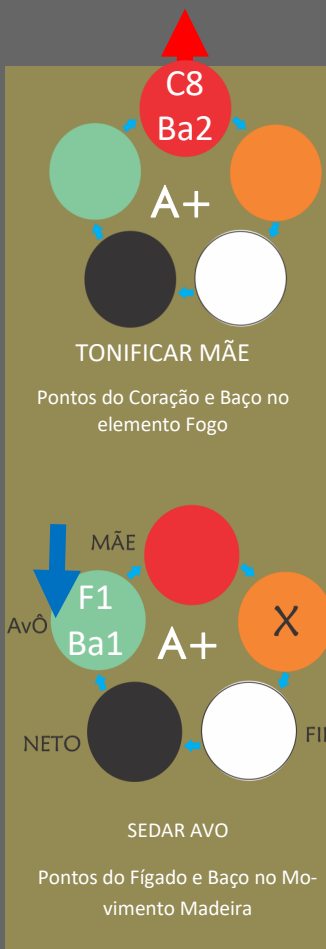 C8
Ba2
A+
TONIFICAR MÃE
Pontos do Coração e Baço no
elemento Fogo
MÃE
F1
Ba1
AvÔ
A+
X
NETO
FI
SEDAR AVO
Pontos do Fígado e Baço no Mo-
vimento Madeira